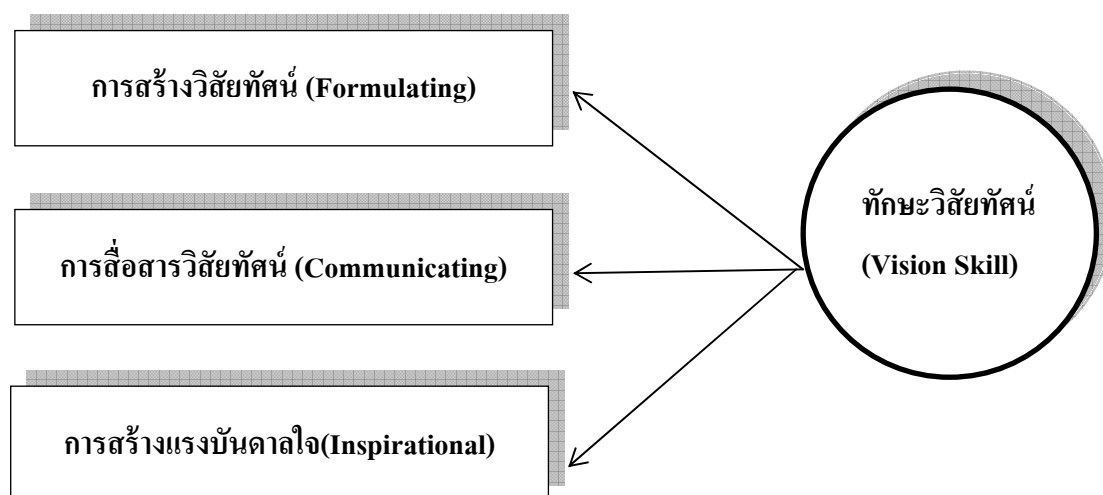 การสร้างวิสัยทัศน์ (Formulating)
การสื่อสารวิสัยทัศน์ (Communicating)
การสร้างแรงบันดาลใจ(Inspirational)
ทักษะวิสัยทัศน์
(Vision Skill)